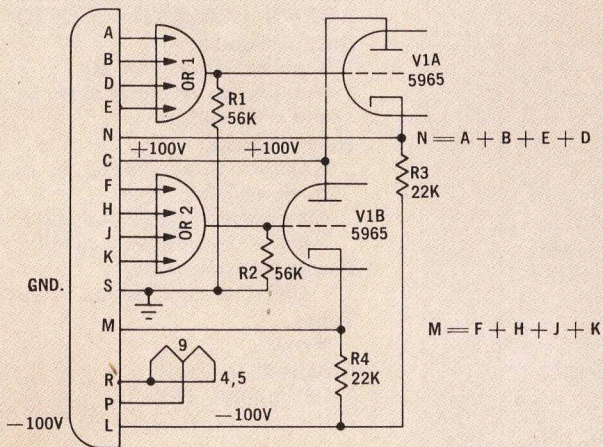 A
B
D
E
N
C
F
H
J
K
GND. S
M
R
P
—100V L
OR 1
R1
56K
+100V +100V
V1A
5965
N = A + B + E + D
R3
22K
OR 2
R2 56K
V1B
5965
M = F + H + J + K
9
4,5
R4
22K
—100V